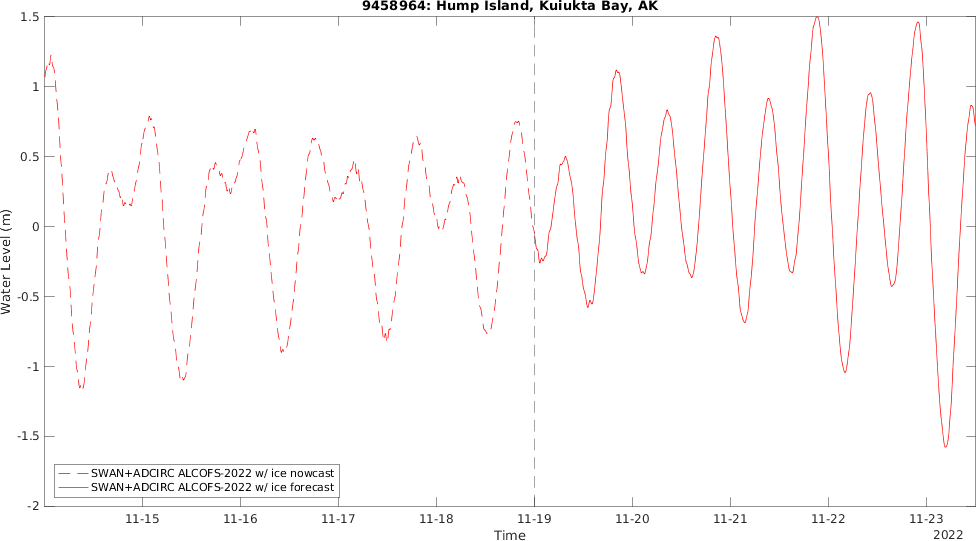 9458964: Hump Island, Kuiukta Bay, AK
1.5
1
0.5
0
-0.5
-1
-1.5
-2
Water Level (m)
SWAN+ADCIRC ALCOFS-2022 w/ ice nowcast
SWAN+ADCIRC ALCOFS-2022 w/ ice forecast
11-15 11-16 11-17 11-18 11-19 11-20 11-21 11-22 11-23
Time
2022